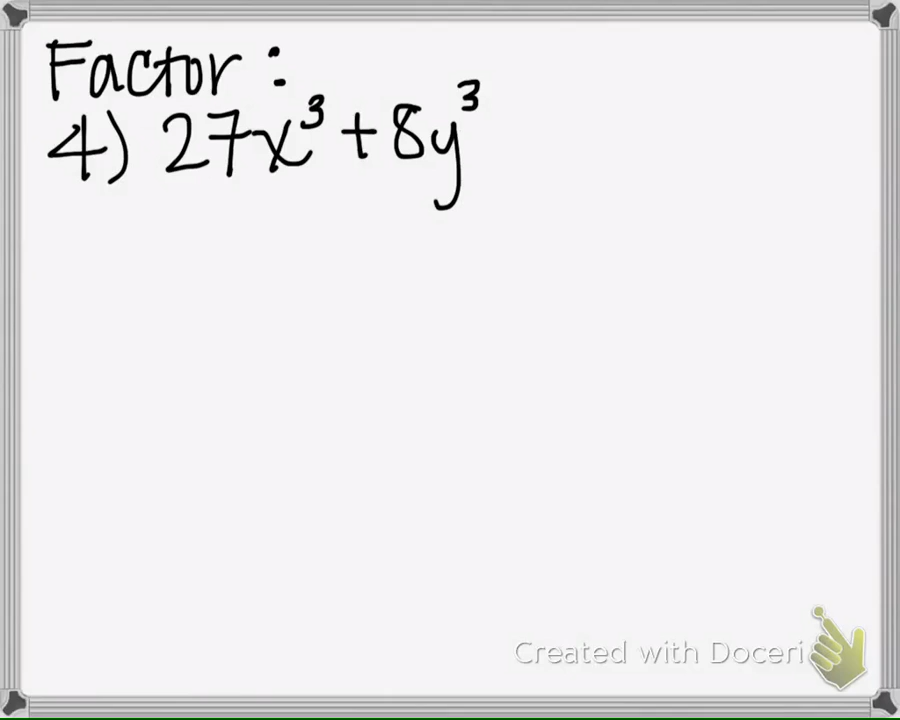 Factor:
4) 27x³ + 8y³
Created with Doceri